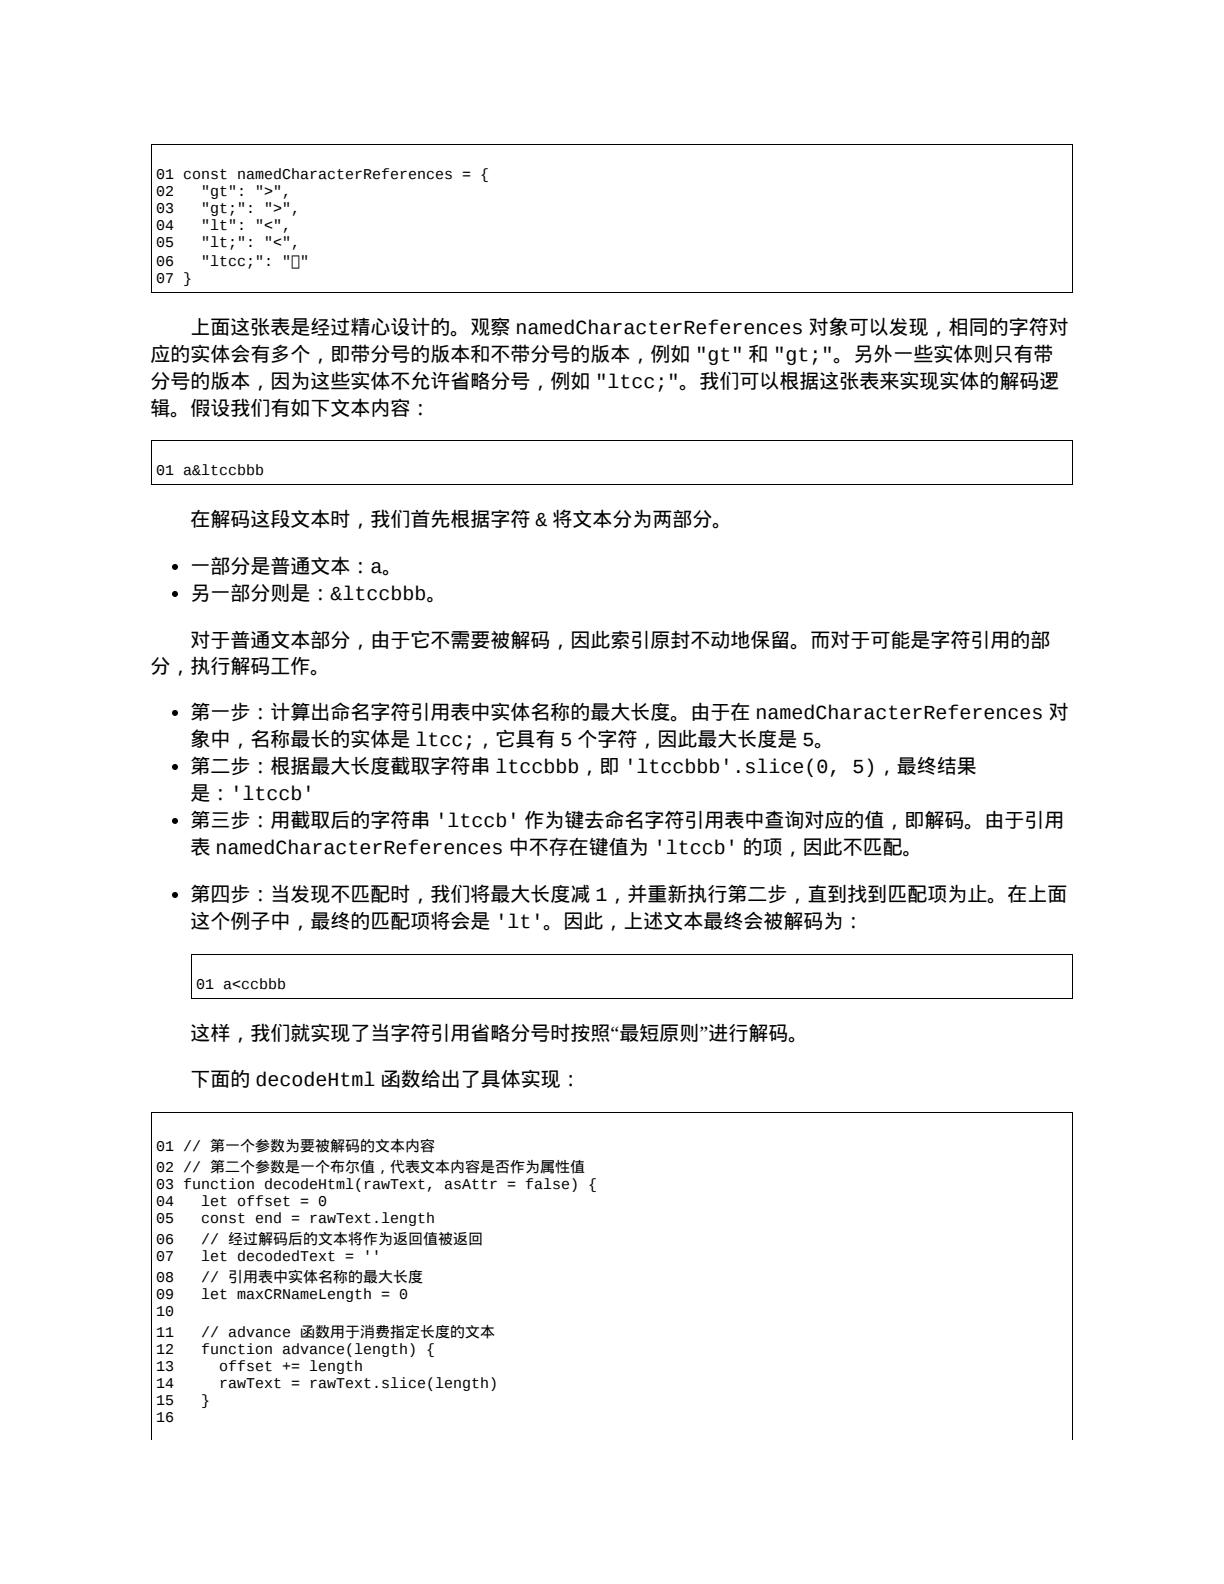 01 const namedCharacterReferences = {
02   "gt": ">",
03   "gt;": ">",
04   "lt": "<",
05   "lt;": "<",
06   "ltcc;": "▯"
07 }
上面这张表是经过精心设计的。观察 namedCharacterReferences 对象可以发现，相同的字符对
应的实体会有多个，即带分号的版本和不带分号的版本，例如 "gt" 和 "gt;"。另外一些实体则只有带
分号的版本，因为这些实体不允许省略分号，例如 "ltcc;"。我们可以根据这张表来实现实体的解码逻
辑。假设我们有如下文本内容：
01 a&ltccbbb
在解码这段文本时，我们首先根据字符 & 将文本分为两部分。
• 一部分是普通文本：a。
• 另一部分则是：&ltccbbb。
对于普通文本部分，由于它不需要被解码，因此索引原封不动地保留。而对于可能是字符引用的部
分，执行解码工作。
• 第一步：计算出命名字符引用表中实体名称的最大长度。由于在 namedCharacterReferences 对
象中，名称最长的实体是 ltcc;，它具有 5 个字符，因此最大长度是 5。
• 第二步：根据最大长度截取字符串 ltccbbb，即 'ltccbbb'.slice(0, 5)，最终结果
是：'ltccb'
• 第三步：用截取后的字符串 'ltccb' 作为键去命名字符引用表中查询对应的值，即解码。由于引用
表 namedCharacterReferences 中不存在键值为 'ltccb' 的项，因此不匹配。
• 第四步：当发现不匹配时，我们将最大长度减 1，并重新执行第二步，直到找到匹配项为止。在上面
这个例子中，最终的匹配项将会是 'lt'。因此，上述文本最终会被解码为：
01 a<ccbbb
这样，我们就实现了当字符引用省略分号时按照“最短原则”进行解码。
下面的 decodeHtml 函数给出了具体实现：
01 // 第一个参数为要被解码的文本内容
02 // 第二个参数是一个布尔值，代表文本内容是否作为属性值
03 function decodeHtml(rawText, asAttr = false) {
04   let offset = 0
05   const end = rawText.length
06   // 经过解码后的文本将作为返回值被返回
07   let decodedText = ''
08   // 引用表中实体名称的最大长度
09   let maxCRNameLength = 0
10
11   // advance 函数用于消费指定长度的文本
12   function advance(length) {
13     offset += length
14     rawText = rawText.slice(length)
15   }
16